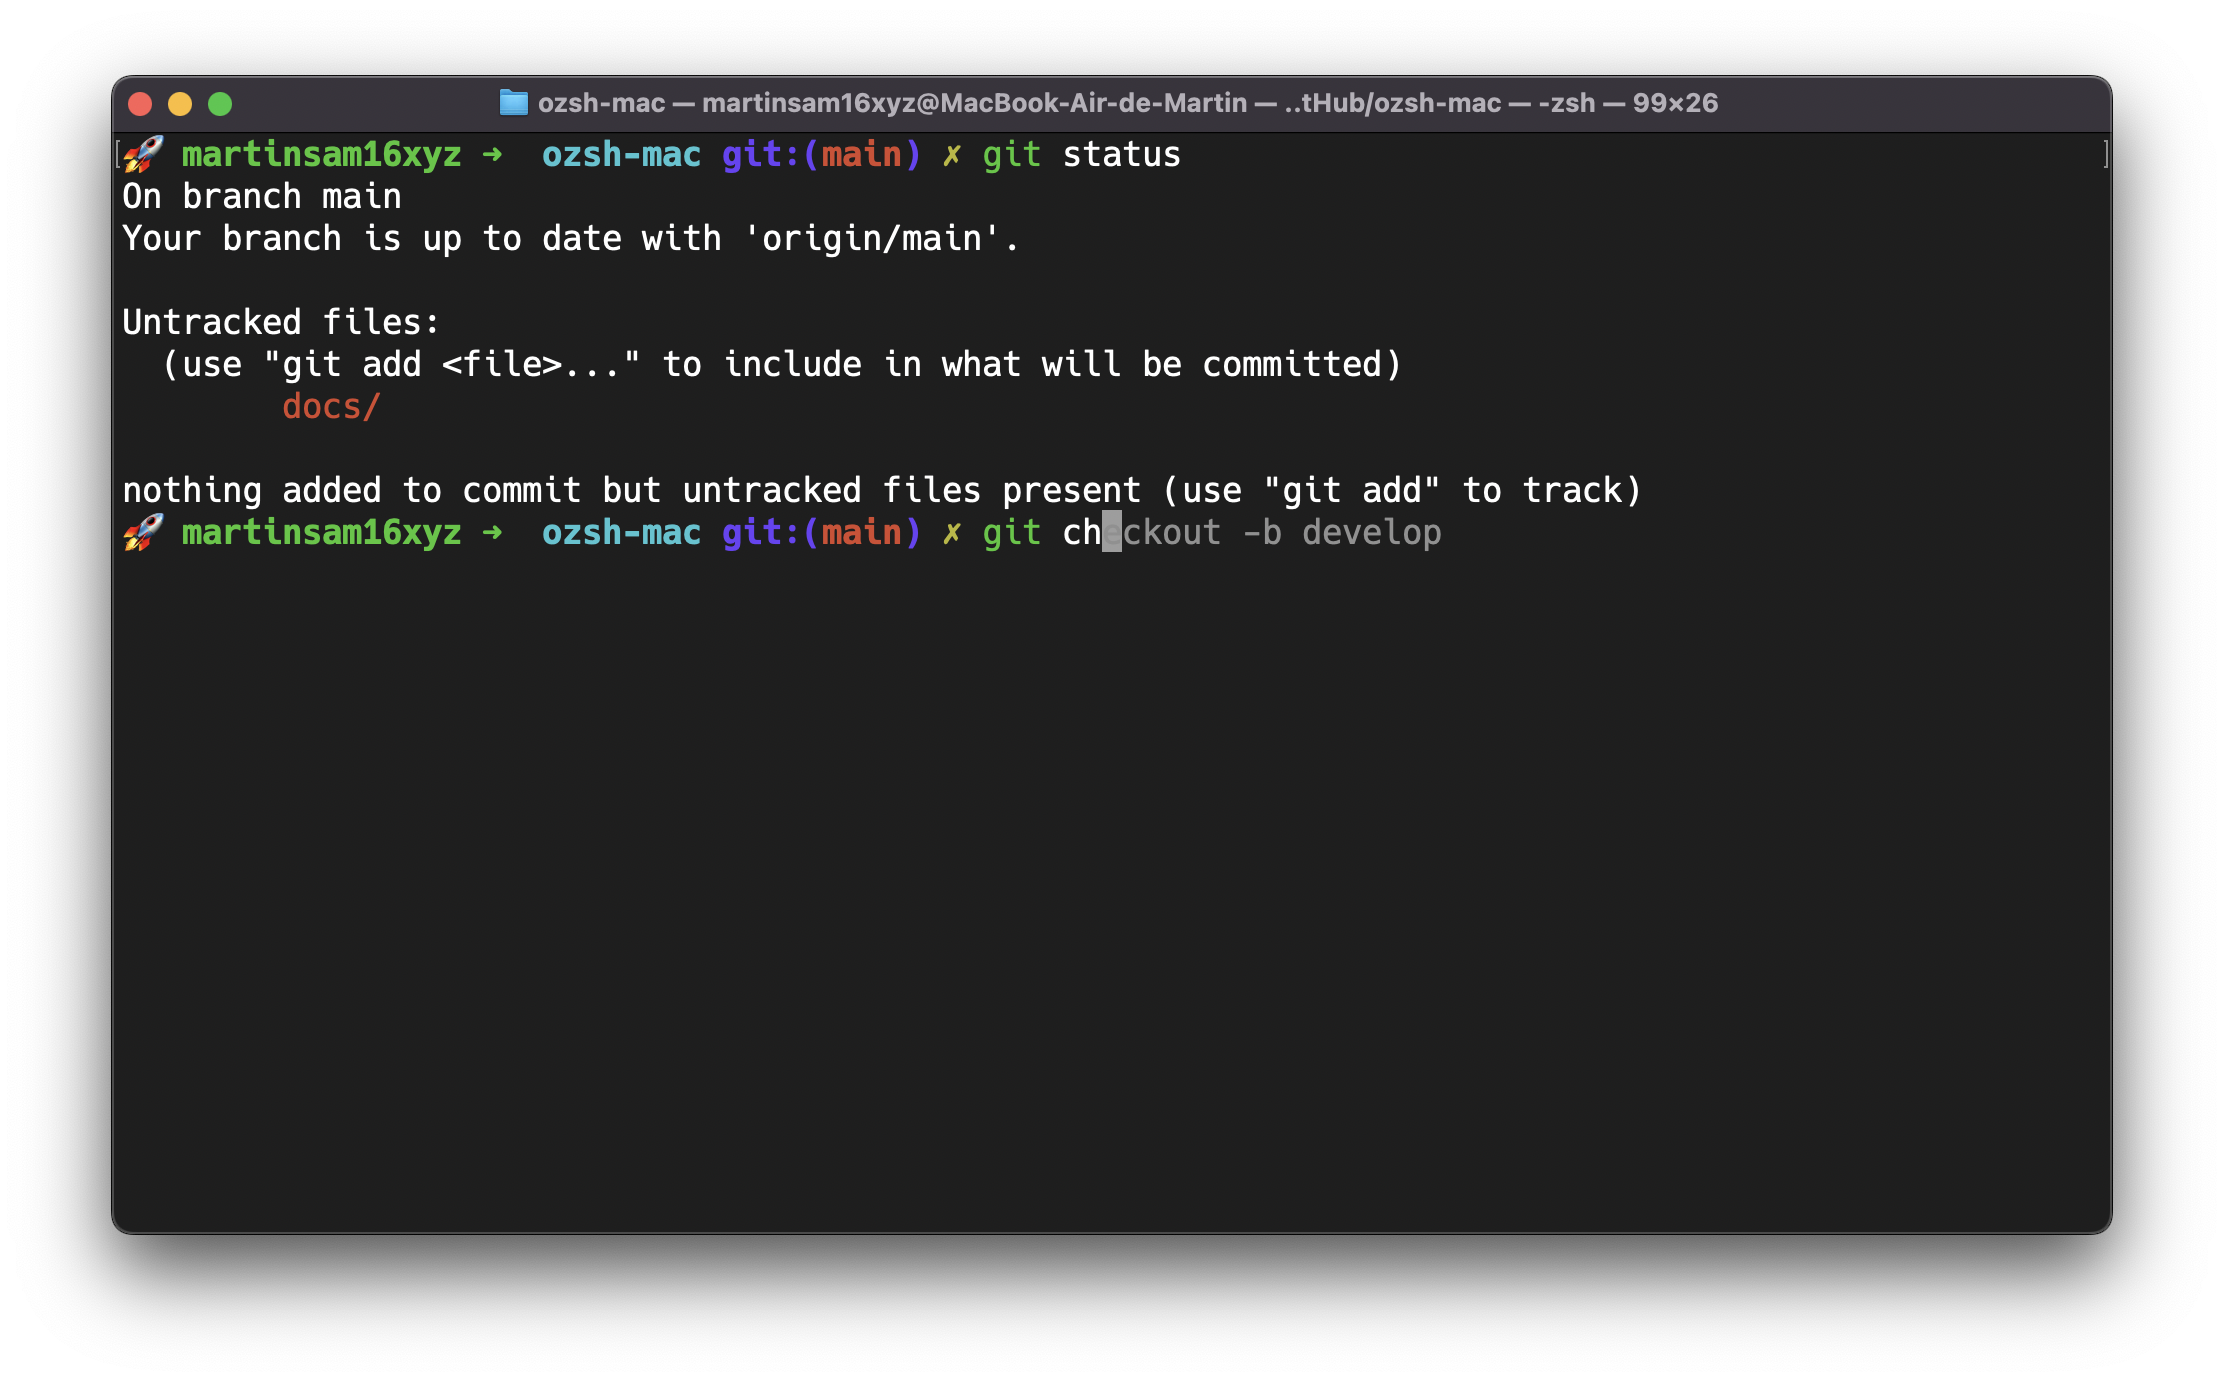 ozsh-mac — martinsam16xyz@MacBook-Air-de-Martin — ..tHub/ozsh-mac — -zsh — 99×26
[🚀 martinsam16xyz ➜  ozsh-mac git:(main) ✗ git status ]
On branch main
Your branch is up to date with 'origin/main'.
Untracked files:
  (use "git add <file>..." to include in what will be committed)
        docs/
nothing added to commit but untracked files present (use "git add" to track)
🚀 martinsam16xyz ➜  ozsh-mac git:(main) ✗ git checkout -b develop